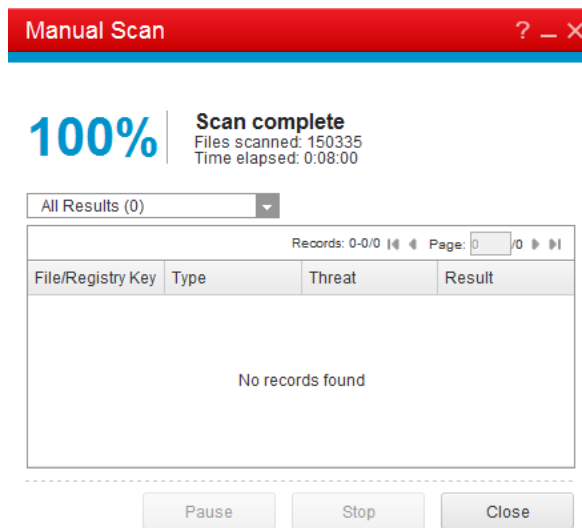 Manual Scan
100%
Scan complete
Files scanned: 150335
Time elapsed: 0:08:00
All Results (0)
Records: 0-0/0 Page: 0 /0
File/Registry Key Type Threat Result
No records found
Pause Stop Close